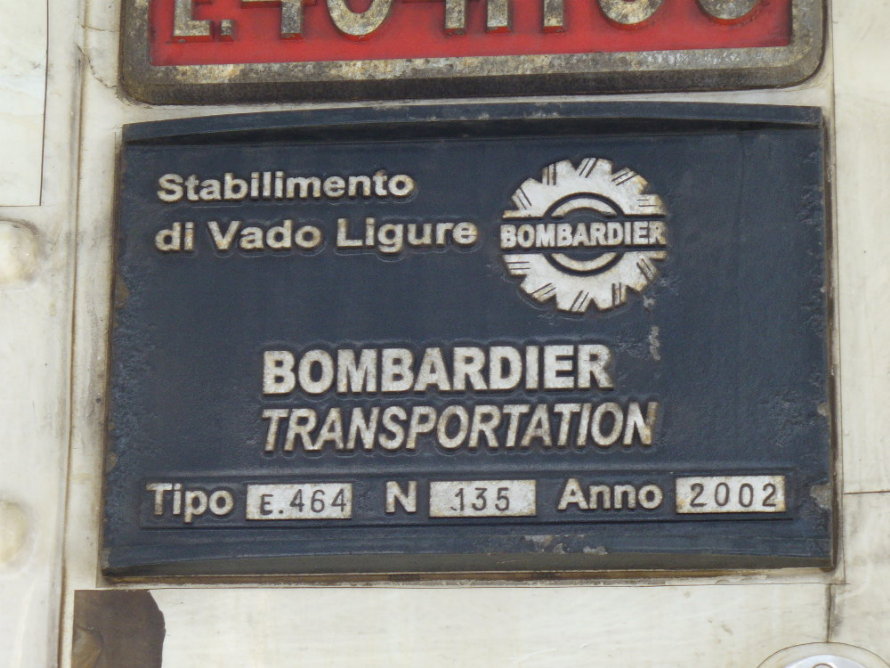 Stabilimento
di Vado Ligure
BOMBARDIER
BOMBARDIER
TRANSPORTATION
Tipo E.464 N 135 Anno 2002